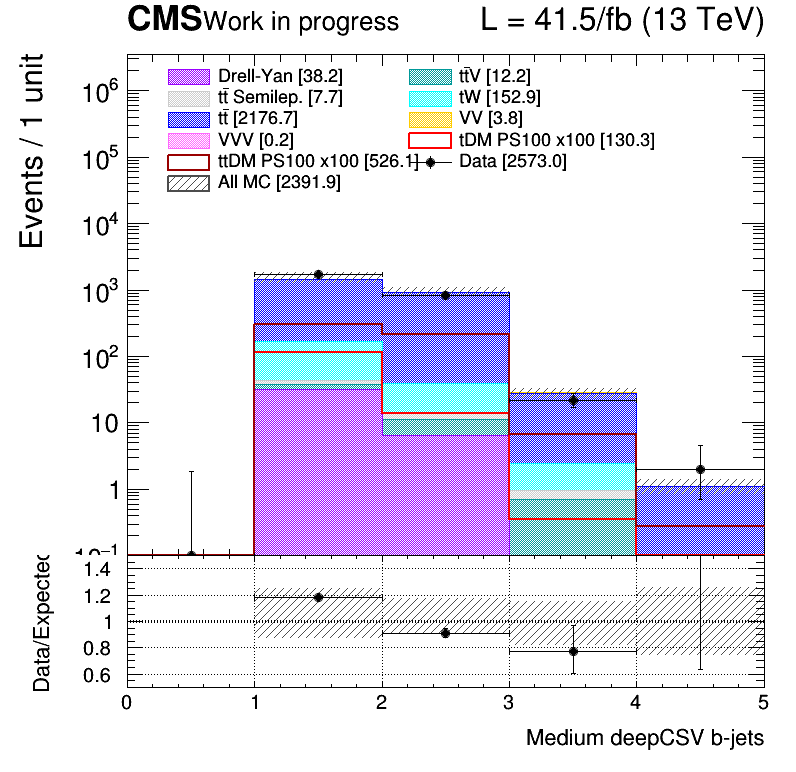 CMS Work in progress L = 41.5/fb (13 TeV)
Events / 1 unit
Drell-Yan [38.2] tt̄V [12.2]
tt̄ Semilep. [7.7] tW [152.9]
tt̄ [2176.7] VV [3.8]
VVV [0.2] tDM PS100 x100 [130.3]
ttDM PS100 x100 [526.1] Data [2573.0]
All MC [2391.9]
10⁶
10⁵
10⁴
10³
10²
10
1
10⁻¹
Data/Expected
1.4
1.2
1
0.8
0.6
0 1 2 3 4 5
Medium deepCSV b-jets